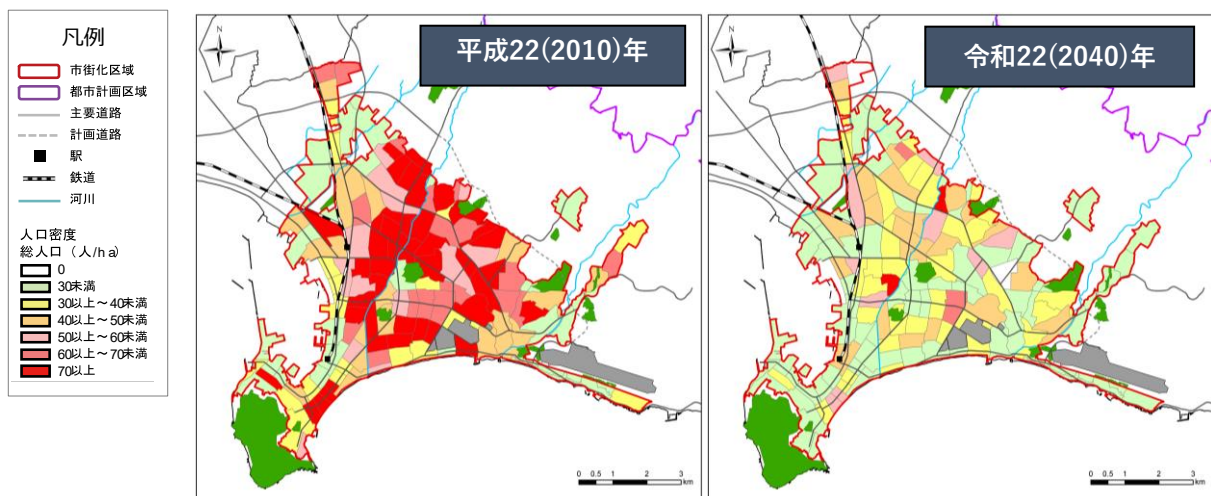 凡例
市街化区域
都市計画区域
主要道路
計画道路
駅
鉄道
河川
人口密度
総人口（人/ha）
0
30未満
30以上～40未満
40以上～50未満
50以上～60未満
60以上～70未満
70以上
N
平成22(2010)年
0 0.5 1 2 3
km
N
令和22(2040)年
0 0.5 1 2 3
km